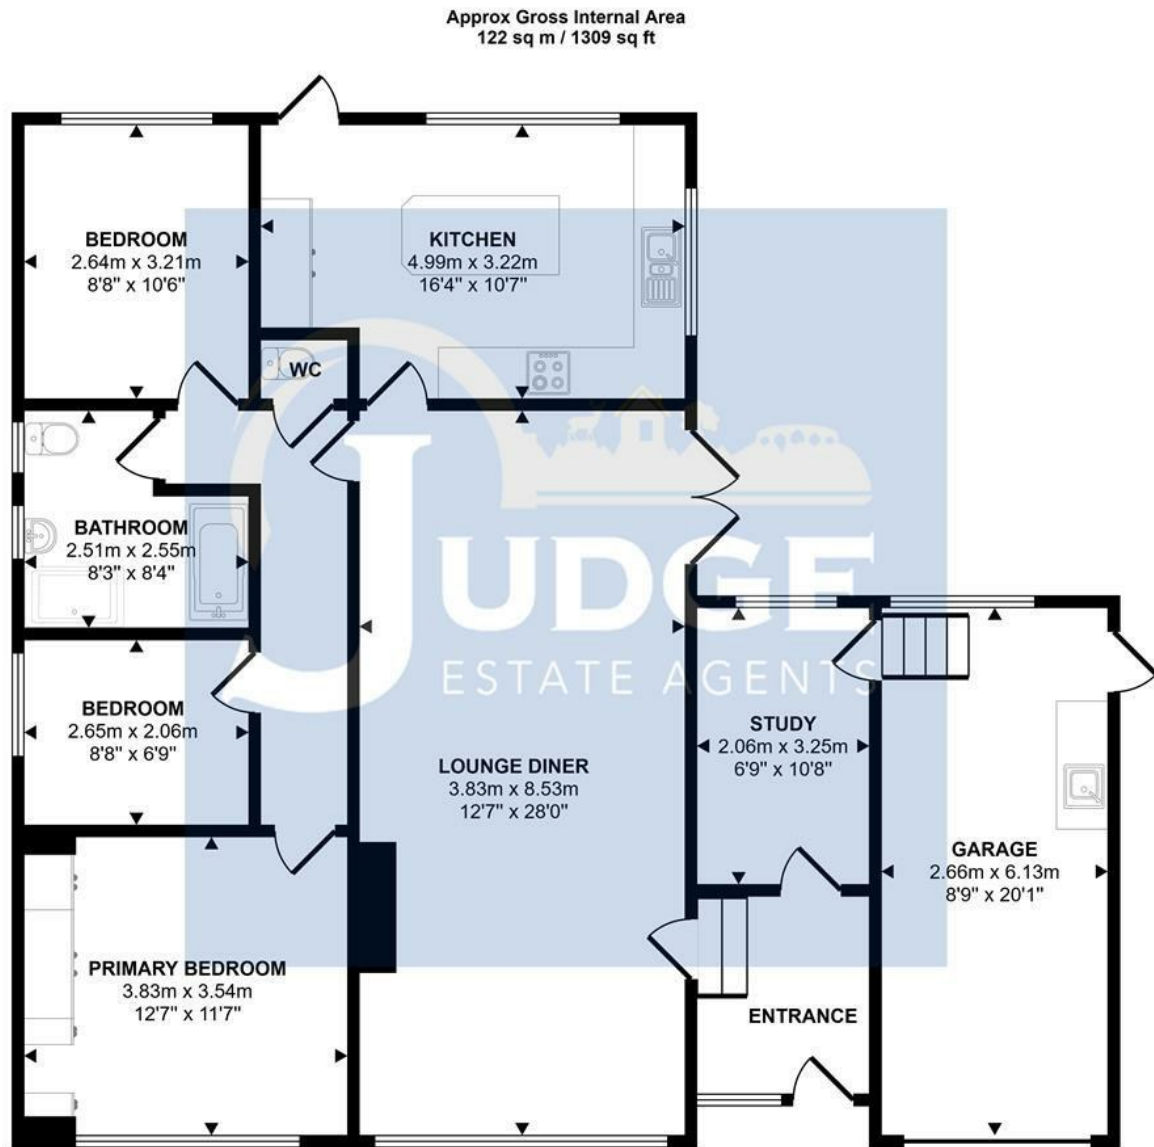 Approx Gross Internal Area
122 sq m / 1309 sq ft
BEDROOM
2.64m x 3.21m
8'8" x 10'6"
KITCHEN
4.99m x 3.22m
16'4" x 10'7"
WC
BATHROOM
2.51m x 2.55m
8'3" x 8'4"
JUDGE
ESTATE AGENTS
BEDROOM
2.65m x 2.06m
8'8" x 6'9"
LOUNGE DINER
3.83m x 8.53m
12'7" x 28'0"
STUDY
2.06m x 3.25m
6'9" x 10'8"
GARAGE
2.66m x 6.13m
8'9" x 20'1"
PRIMARY BEDROOM
3.83m x 3.54m
12'7" x 11'7"
ENTRANCE